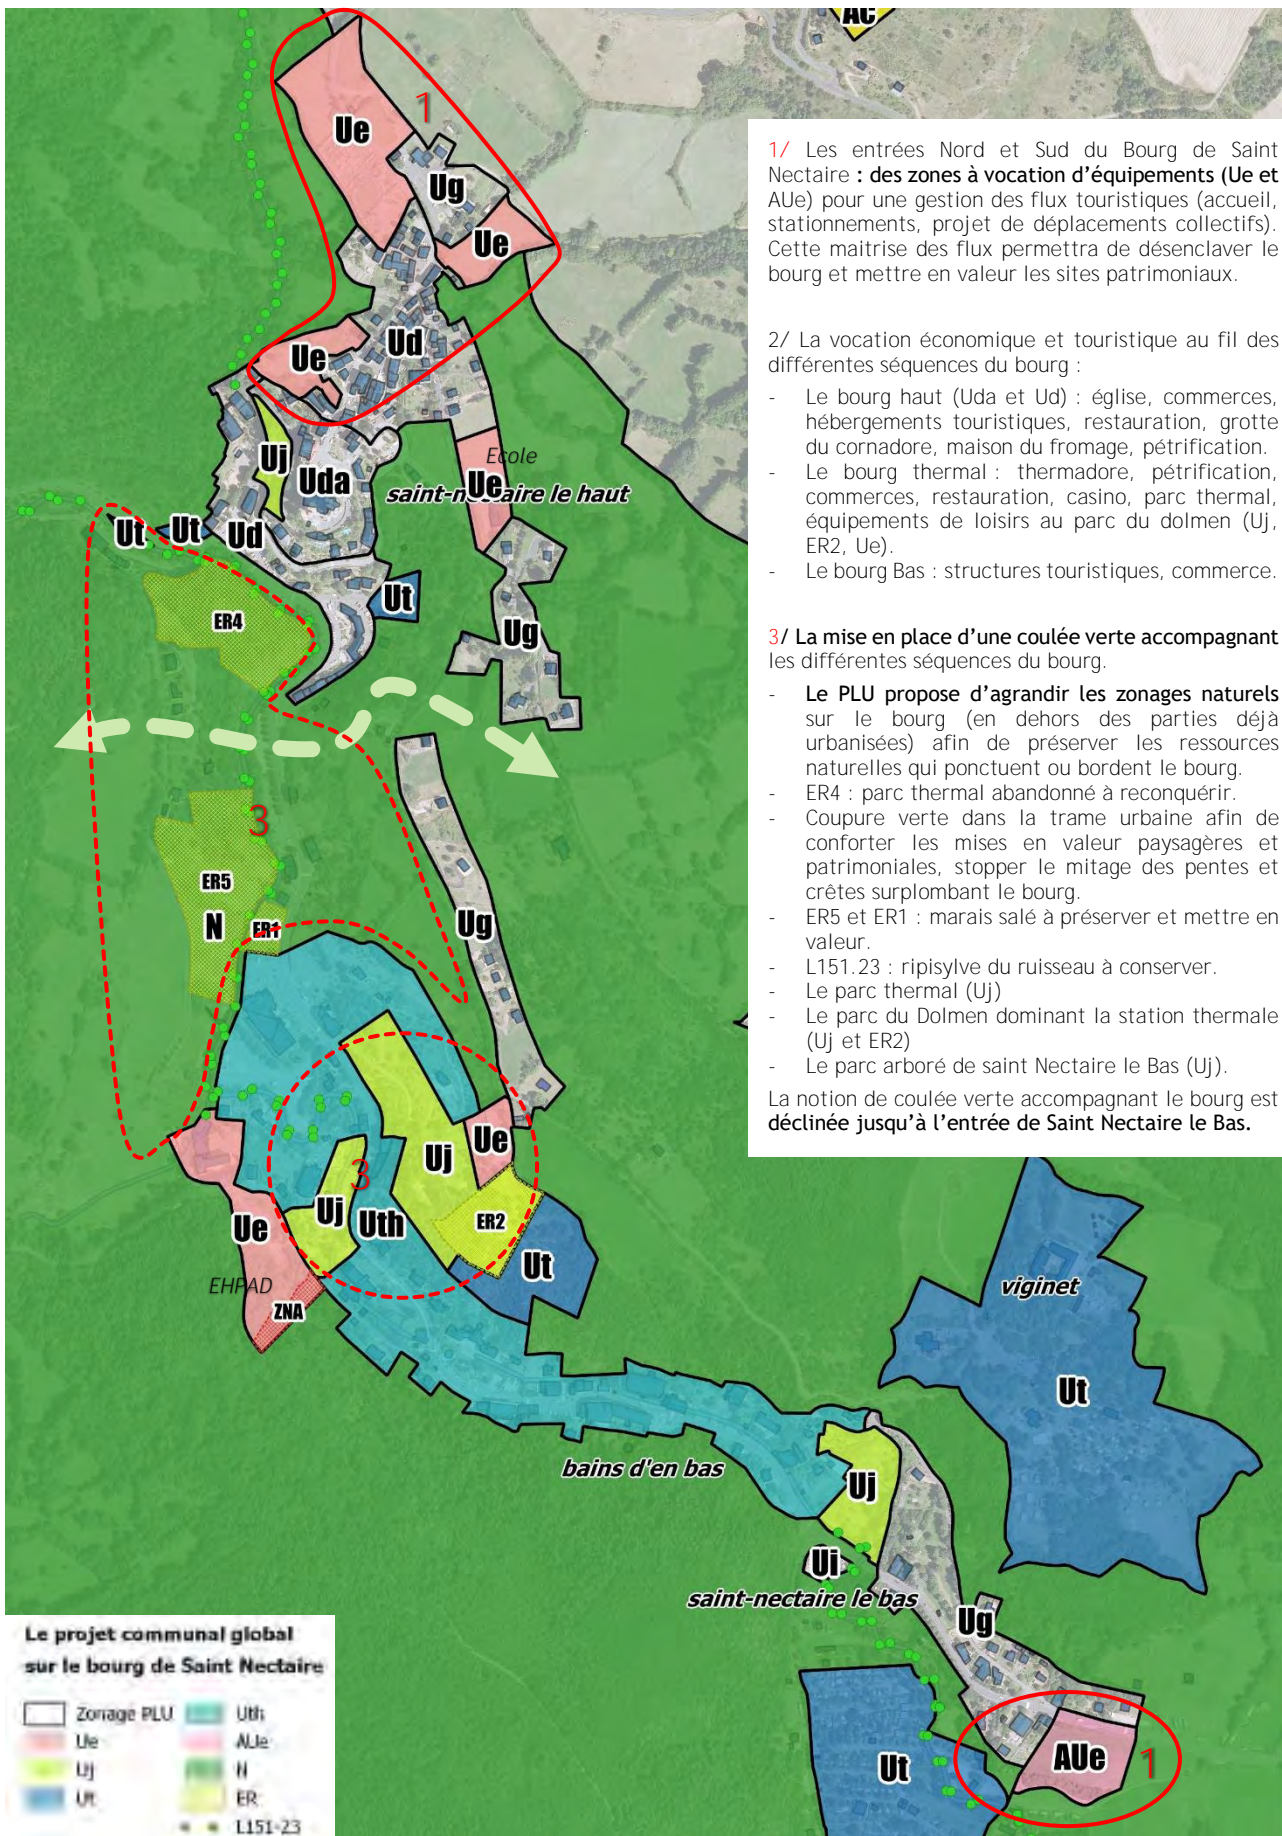 AC
1
Ue
Ug
Ue
Ue
Ud
Uj
Uda
Ecole
Ue
saint-nectaire le haut
Ut
Ut
Ud
Ut
ER4
Ug
3
ER5
N
ER1
Ug
Ue
Uj
3
Uj
Uth
ER2
Ue
Ut
EHPAD
ZNA
viginet
Ut
bains d'en bas
Uj
Ui
saint-nectaire le bas
Ug
Ut
AUe
1
1/ Les entrées Nord et Sud du Bourg de Saint
Nectaire : des zones à vocation d’équipements (Ue et
AUe) pour une gestion des flux touristiques (accueil,
stationnements, projet de déplacements collectifs).
Cette maitrise des flux permettra de désenclaver le
bourg et mettre en valeur les sites patrimoniaux.
2/ La vocation économique et touristique au fil des
différentes séquences du bourg :
- Le bourg haut (Uda et Ud) : église, commerces,
hébergements touristiques, restauration, grotte
du cornadore, maison du fromage, pétrification.
- Le bourg thermal : thermadore, pétrification,
commerces, restauration, casino, parc thermal,
équipements de loisirs au parc du dolmen (Uj,
ER2, Ue).
- Le bourg Bas : structures touristiques, commerce.
3/ La mise en place d’une coulée verte accompagnant
les différentes séquences du bourg.
- Le PLU propose d’agrandir les zonages naturels
sur le bourg (en dehors des parties déjà
urbanisées) afin de préserver les ressources
naturelles qui ponctuent ou bordent le bourg.
- ER4 : parc thermal abandonné à reconquérir.
- Coupure verte dans la trame urbaine afin de
conforter les mises en valeur paysagères et
patrimoniales, stopper le mitage des pentes et
crêtes surplombant le bourg.
- ER5 et ER1 : marais salé à préserver et mettre en
valeur.
- L151.23 : ripisylve du ruisseau à conserver.
- Le parc thermal (Uj)
- Le parc du Dolmen dominant la station thermale
(Uj et ER2)
- Le parc arboré de saint Nectaire le Bas (Uj).
La notion de coulée verte accompagnant le bourg est
déclinée jusqu’à l’entrée de Saint Nectaire le Bas.
Le projet communal global
sur le bourg de Saint Nectaire
Zonage PLU
Ue
Uj
Ut
Uth
AUe
N
ER
L151-23